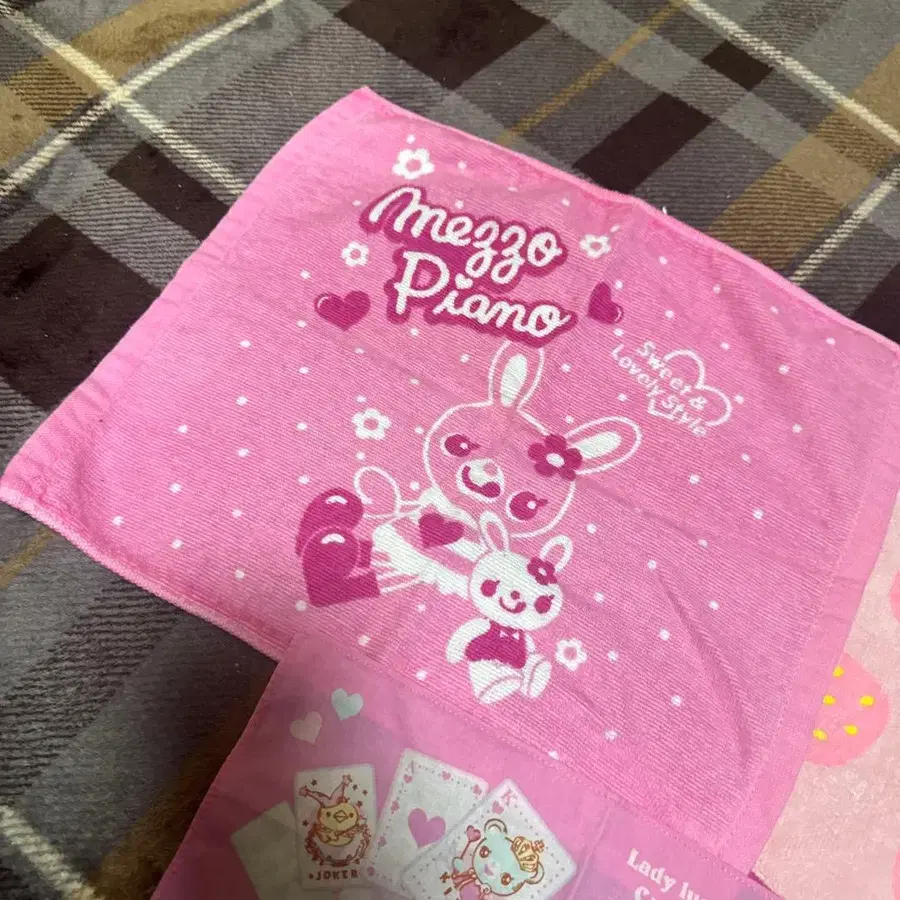 mezzo
Piano
Sweet &
Lovely Style
A
K
JOKER
Lady